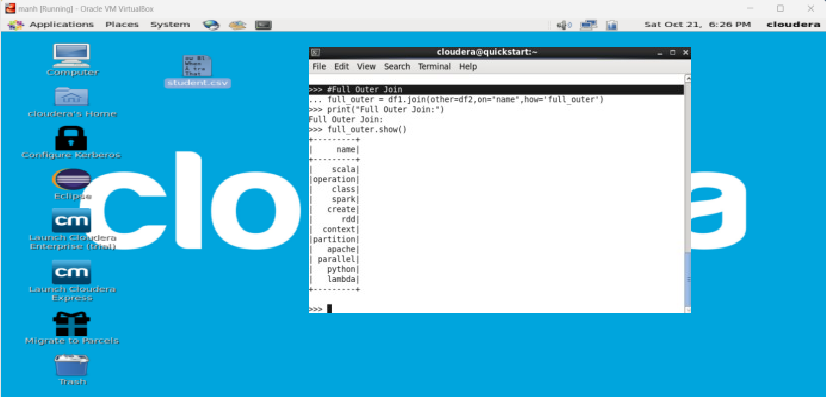 manh [Running] - Oracle VM VirtualBox
Applications Places System Sat Oct 21, 6:26 PM cloudera
Computer
student.csv
cloudera's Home
Configure Kerberos
Eclipse
Launch Cloudera
Enterprise (trial)
Launch Cloudera
Express
Migrate to Parcels
Trash
cm
cm
clo
a
cloudera@quickstart:~
File Edit View Search Terminal Help
>>> #Full Outer Join
... full_outer = df1.join(other=df2,on="name",how='full_outer')
>>> print("Full Outer Join:")
Full Outer Join:
>>> full_outer.show()
+---------+
|     name|
+---------+
|    scala|
|operation|
|    class|
|    spark|
|   create|
|      rdd|
|  context|
|partition|
|   apache|
| parallel|
|   python|
|   lambda|
+---------+
>>>